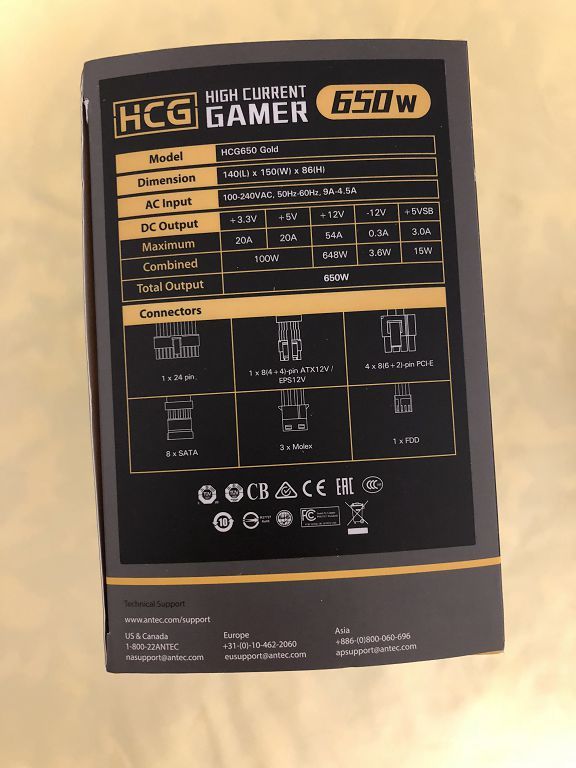 HCG HIGH CURRENT GAMER 650W
Model HCG650 Gold
Dimension 140(L) x 150(W) x 86(H)
AC Input 100-240VAC, 50Hz-60Hz, 9A-4.5A
DC Output +3.3V +5V +12V -12V +5VSB
Maximum 20A 20A 54A 0.3A 3.0A
Combined 100W 648W 3.6W 15W
Total Output 650W
Connectors
1 x 24 pin 1 x 8(4+4)-pin ATX12V / EPS12V 4 x 8(6+2)-pin PCI-E
8 x SATA 3 x Molex 1 x FDD
CB CE EAC CCC
10 FC
Technical Support
www.antec.com/support
US & Canada Europe Asia
1-800-22ANTEC +31-(0)-10-462-2060 +886-(0)800-060-696
nasupport@antec.com eusupport@antec.com apsupport@antec.com